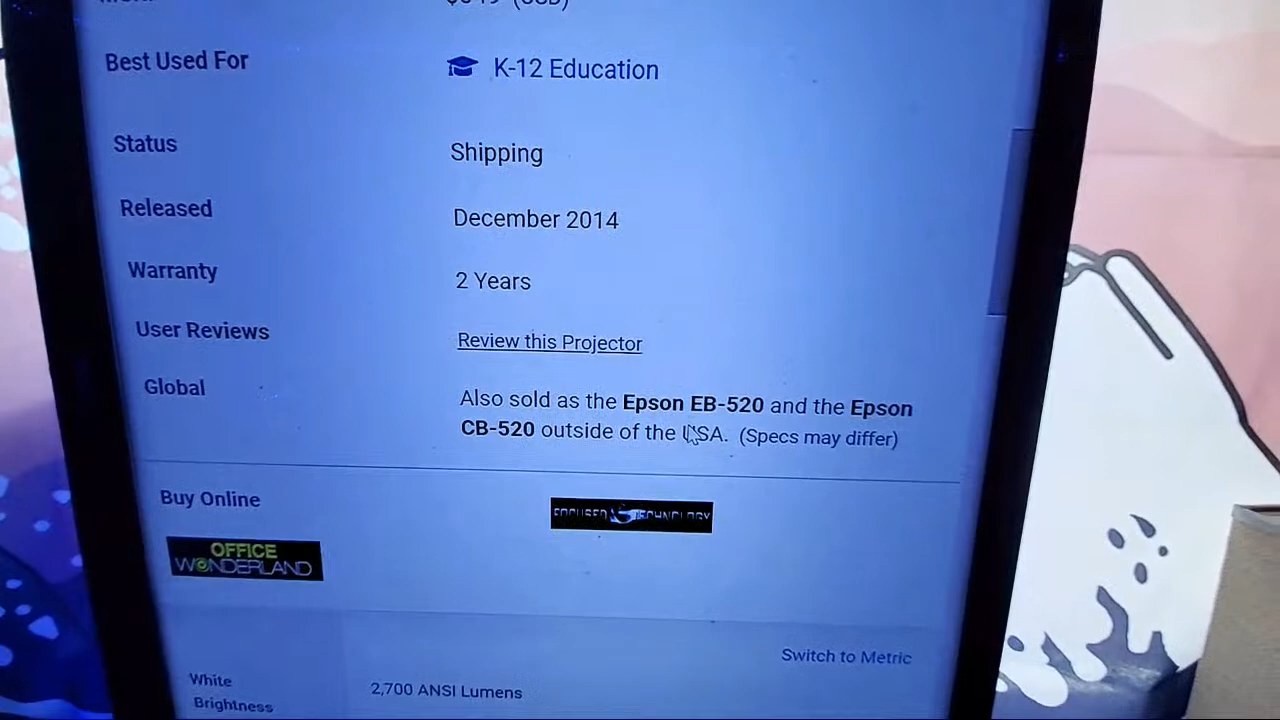 Best Used For
K-12 Education
Status
Shipping
Released
December 2014
Warranty
2 Years
User Reviews
Review this Projector
Global
Also sold as the Epson EB-520 and the Epson
CB-520 outside of the USA. (Specs may differ)
Buy Online
FOCUSED TECHNOLOGY
OFFICE
WONDERLAND
Switch to Metric
White
Brightness
2,700 ANSI Lumens